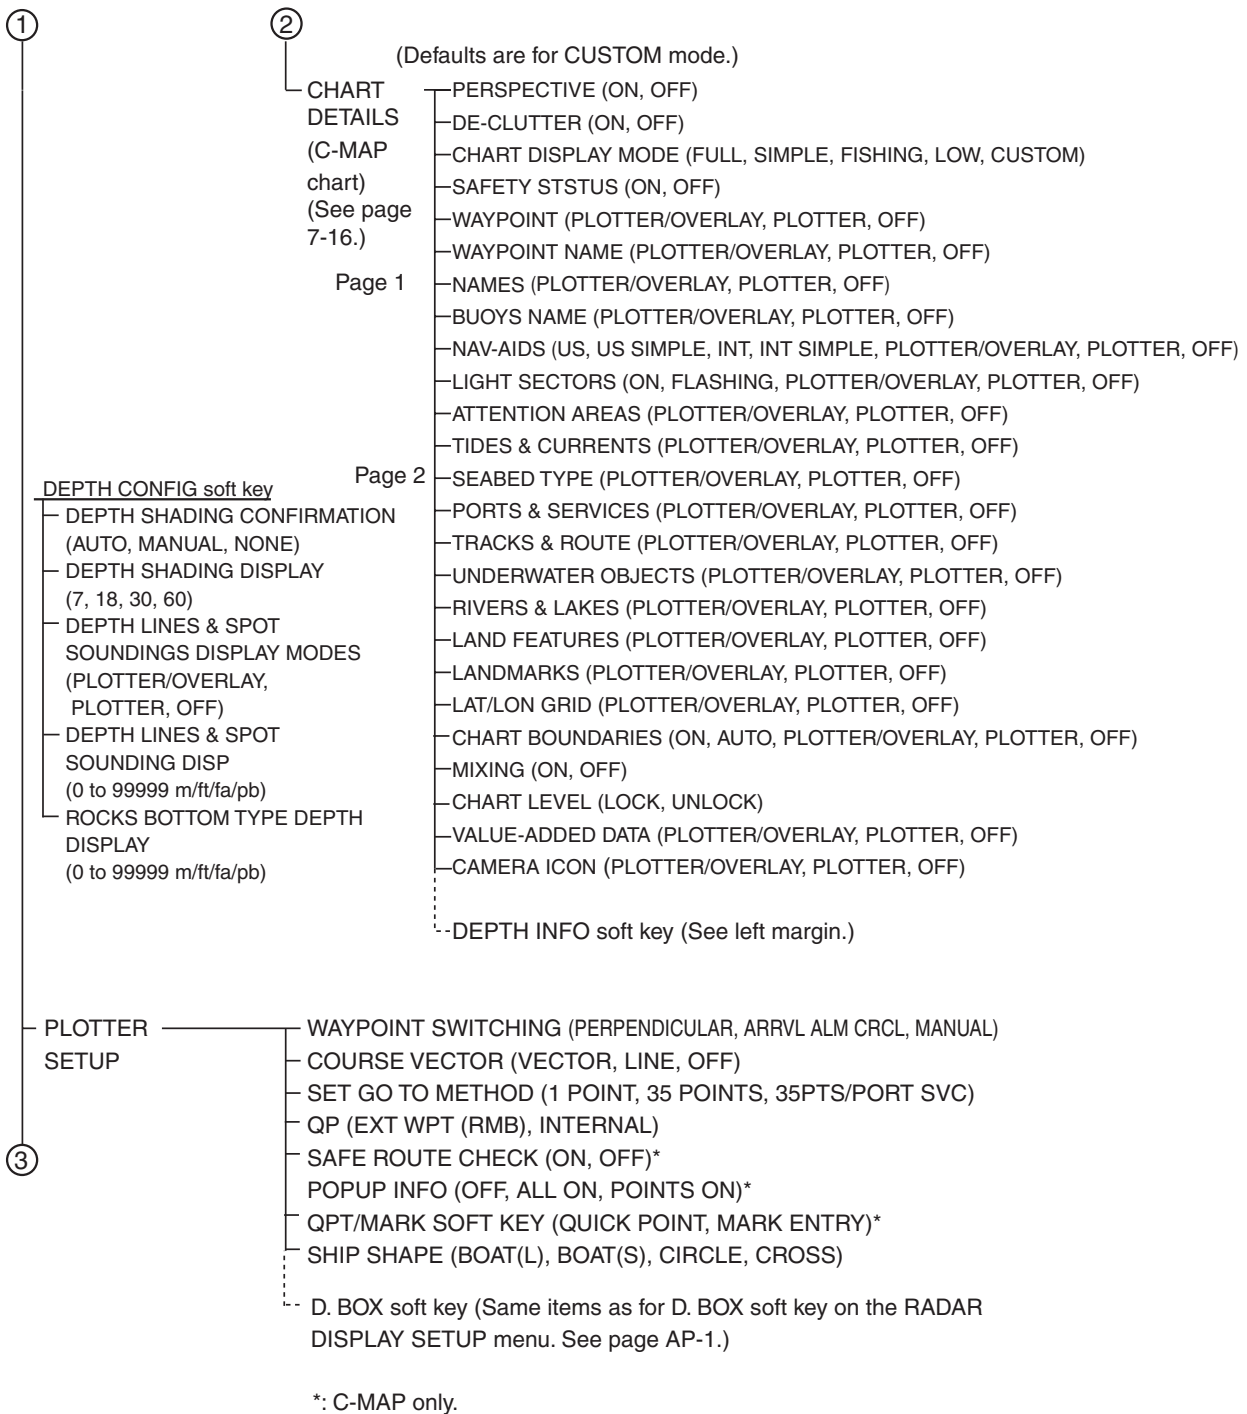 1
2
(Defaults are for CUSTOM mode.)
CHART
DETAILS
(C-MAP
chart)
(See page
7-16.)
Page 1
PERSPECTIVE (ON, OFF)
DE-CLUTTER (ON, OFF)
CHART DISPLAY MODE (FULL, SIMPLE, FISHING, LOW, CUSTOM)
SAFETY STSTUS (ON, OFF)
WAYPOINT (PLOTTER/OVERLAY, PLOTTER, OFF)
WAYPOINT NAME (PLOTTER/OVERLAY, PLOTTER, OFF)
NAMES (PLOTTER/OVERLAY, PLOTTER, OFF)
BUOYS NAME (PLOTTER/OVERLAY, PLOTTER, OFF)
NAV-AIDS (US, US SIMPLE, INT, INT SIMPLE, PLOTTER/OVERLAY, PLOTTER, OFF)
LIGHT SECTORS (ON, FLASHING, PLOTTER/OVERLAY, PLOTTER, OFF)
ATTENTION AREAS (PLOTTER/OVERLAY, PLOTTER, OFF)
TIDES & CURRENTS (PLOTTER/OVERLAY, PLOTTER, OFF)
Page 2
SEABED TYPE (PLOTTER/OVERLAY, PLOTTER, OFF)
PORTS & SERVICES (PLOTTER/OVERLAY, PLOTTER, OFF)
TRACKS & ROUTE (PLOTTER/OVERLAY, PLOTTER, OFF)
UNDERWATER OBJECTS (PLOTTER/OVERLAY, PLOTTER, OFF)
RIVERS & LAKES (PLOTTER/OVERLAY, PLOTTER, OFF)
LAND FEATURES (PLOTTER/OVERLAY, PLOTTER, OFF)
LANDMARKS (PLOTTER/OVERLAY, PLOTTER, OFF)
LAT/LON GRID (PLOTTER/OVERLAY, PLOTTER, OFF)
CHART BOUNDARIES (ON, AUTO, PLOTTER/OVERLAY, PLOTTER, OFF)
MIXING (ON, OFF)
CHART LEVEL (LOCK, UNLOCK)
VALUE-ADDED DATA (PLOTTER/OVERLAY, PLOTTER, OFF)
CAMERA ICON (PLOTTER/OVERLAY, PLOTTER, OFF)
DEPTH INFO soft key (See left margin.)
DEPTH CONFIG soft key
DEPTH SHADING CONFIRMATION
(AUTO, MANUAL, NONE)
DEPTH SHADING DISPLAY
(7, 18, 30, 60)
DEPTH LINES & SPOT
SOUNDINGS DISPLAY MODES
(PLOTTER/OVERLAY,
PLOTTER, OFF)
DEPTH LINES & SPOT
SOUNDING DISP
(0 to 99999 m/ft/fa/pb)
ROCKS BOTTOM TYPE DEPTH
DISPLAY
(0 to 99999 m/ft/fa/pb)
PLOTTER
SETUP
WAYPOINT SWITCHING (PERPENDICULAR, ARRVL ALM CRCL, MANUAL)
COURSE VECTOR (VECTOR, LINE, OFF)
SET GO TO METHOD (1 POINT, 35 POINTS, 35PTS/PORT SVC)
QP (EXT WPT (RMB), INTERNAL)
SAFE ROUTE CHECK (ON, OFF)*
POPUP INFO (OFF, ALL ON, POINTS ON)*
QPT/MARK SOFT KEY (QUICK POINT, MARK ENTRY)*
SHIP SHAPE (BOAT(L), BOAT(S), CIRCLE, CROSS)
D. BOX soft key (Same items as for D. BOX soft key on the RADAR
DISPLAY SETUP menu. See page AP-1.)
3
*: C-MAP only.